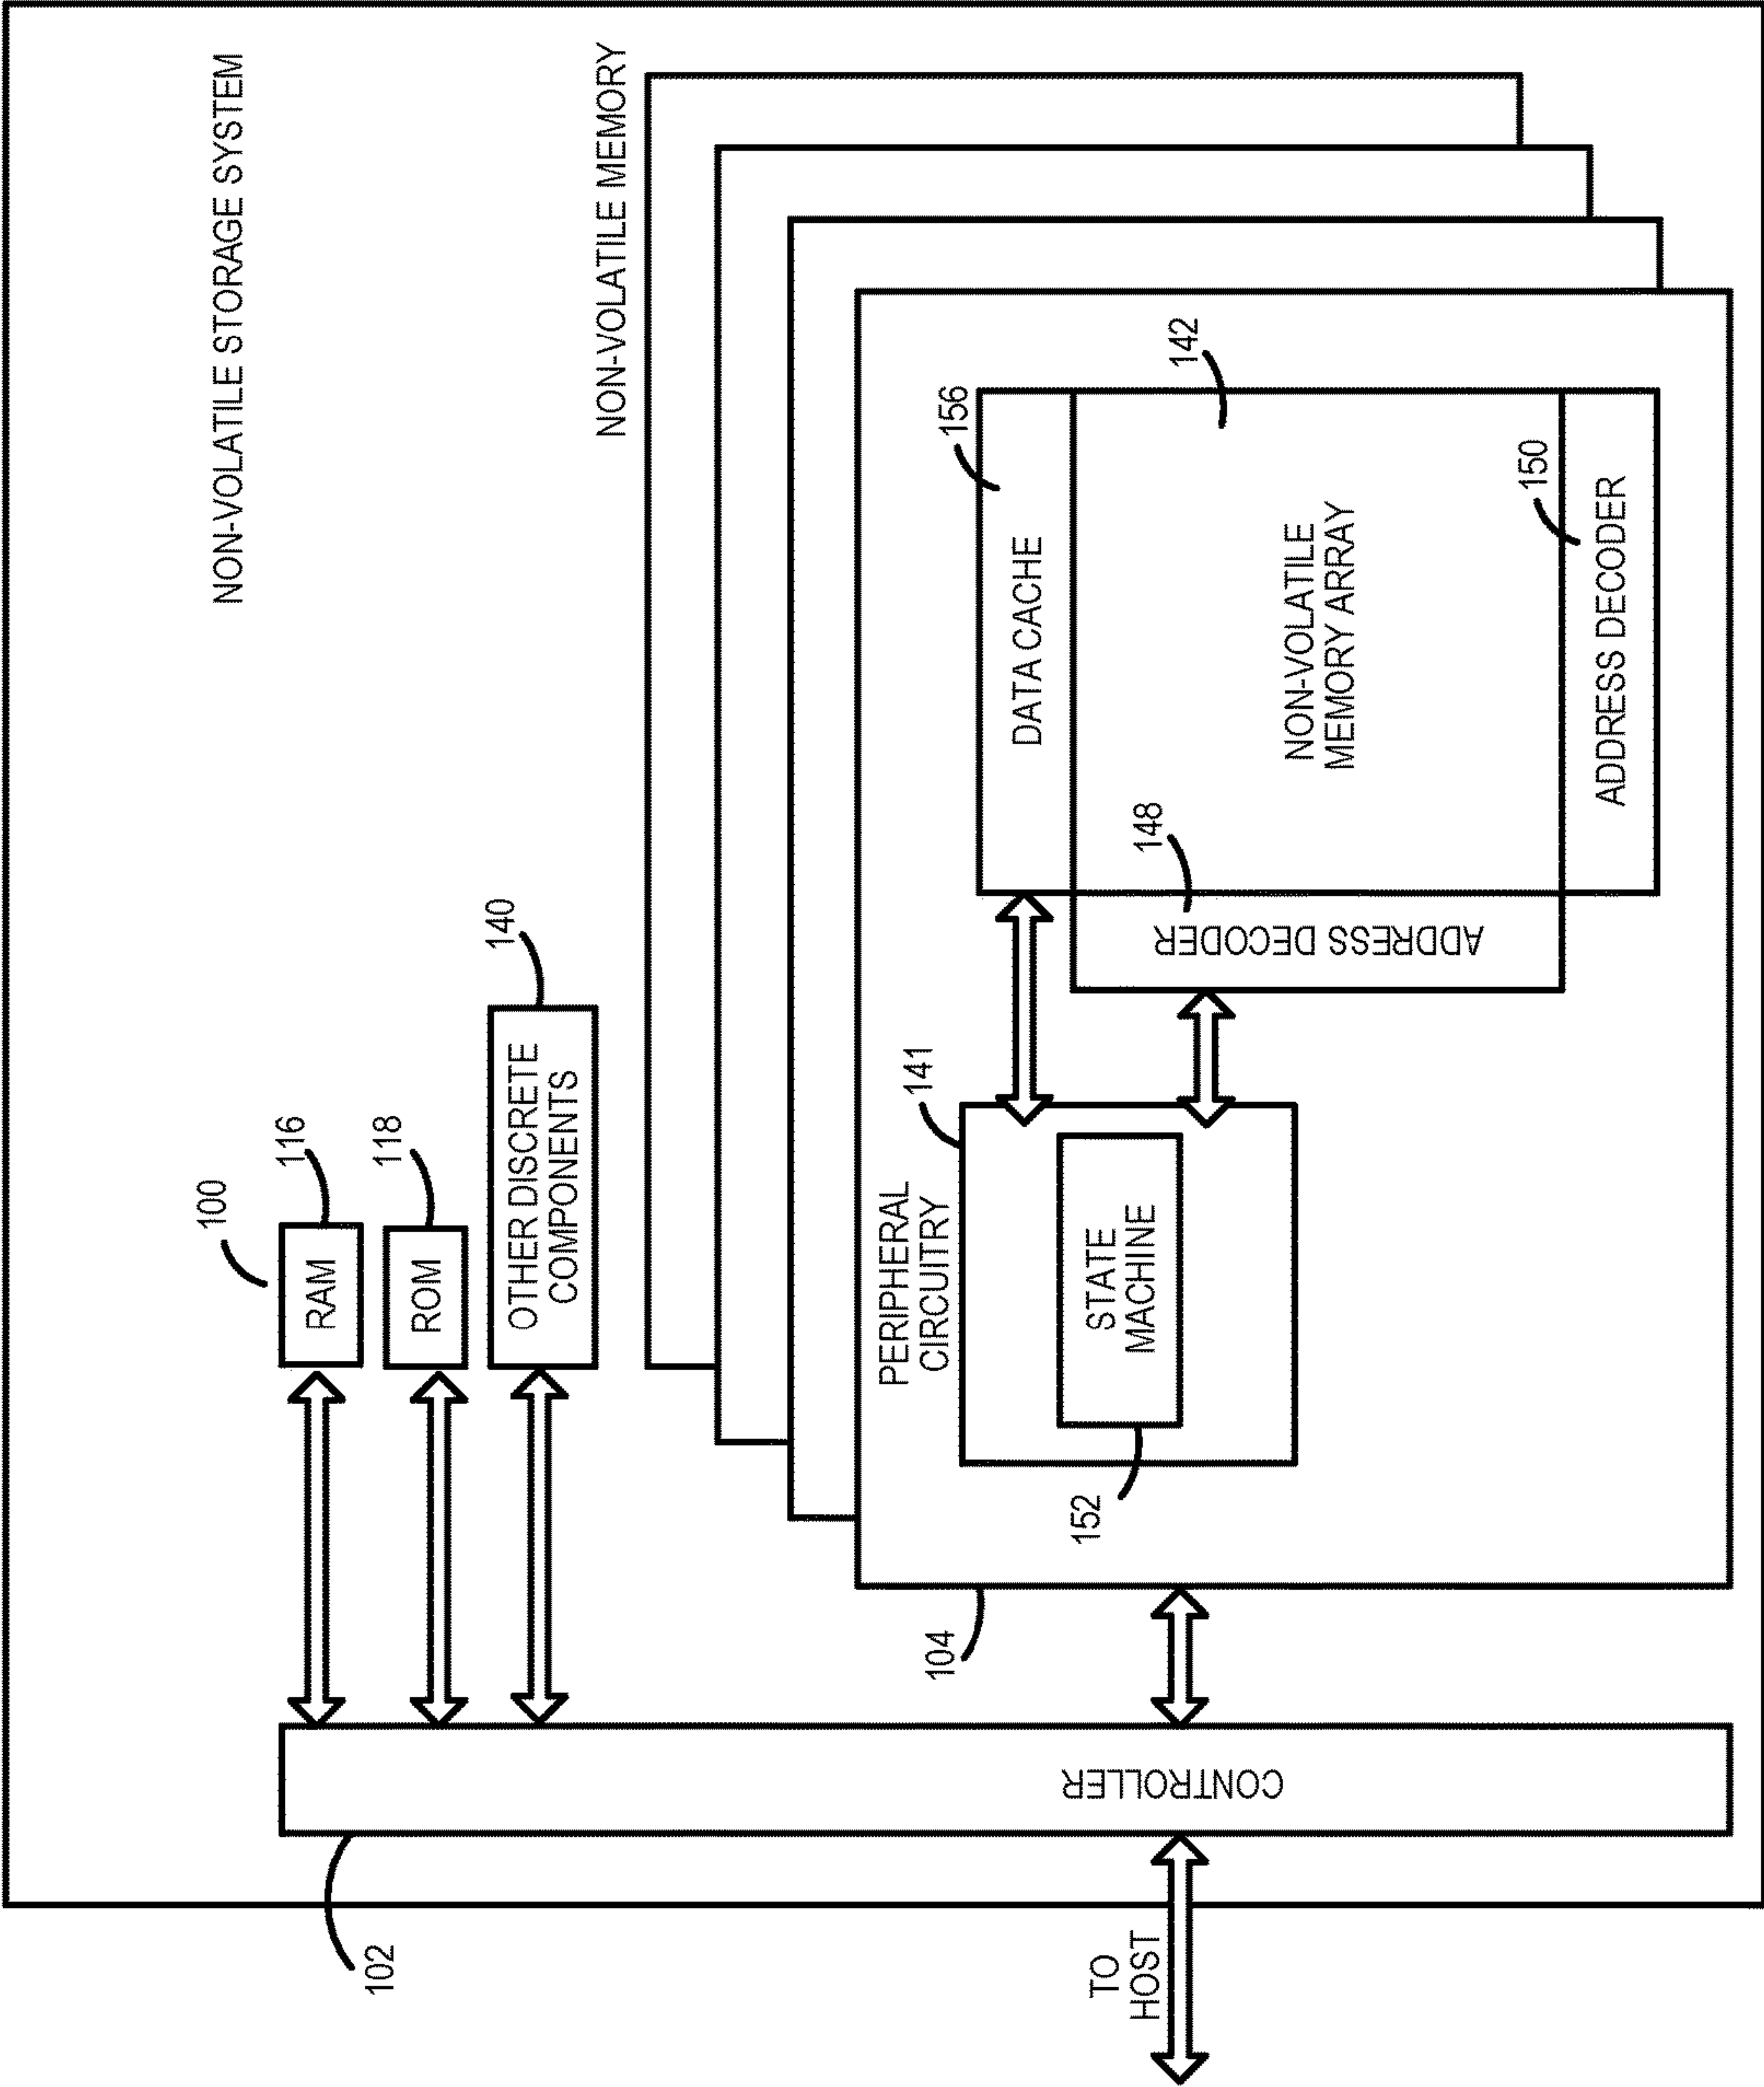 NON-VOLATILE STORAGE SYSTEM
100
RAM
116
ROM
118
OTHER DISCRETE
COMPONENTS
140
NON-VOLATILE MEMORY
102
CONTROLLER
TO
HOST
104
PERIPHERAL
CIRCUITRY
141
STATE
MACHINE
152
DATA CACHE
156
ADDRESS DECODER
148
NON-VOLATILE
MEMORY ARRAY
142
ADDRESS DECODER
150